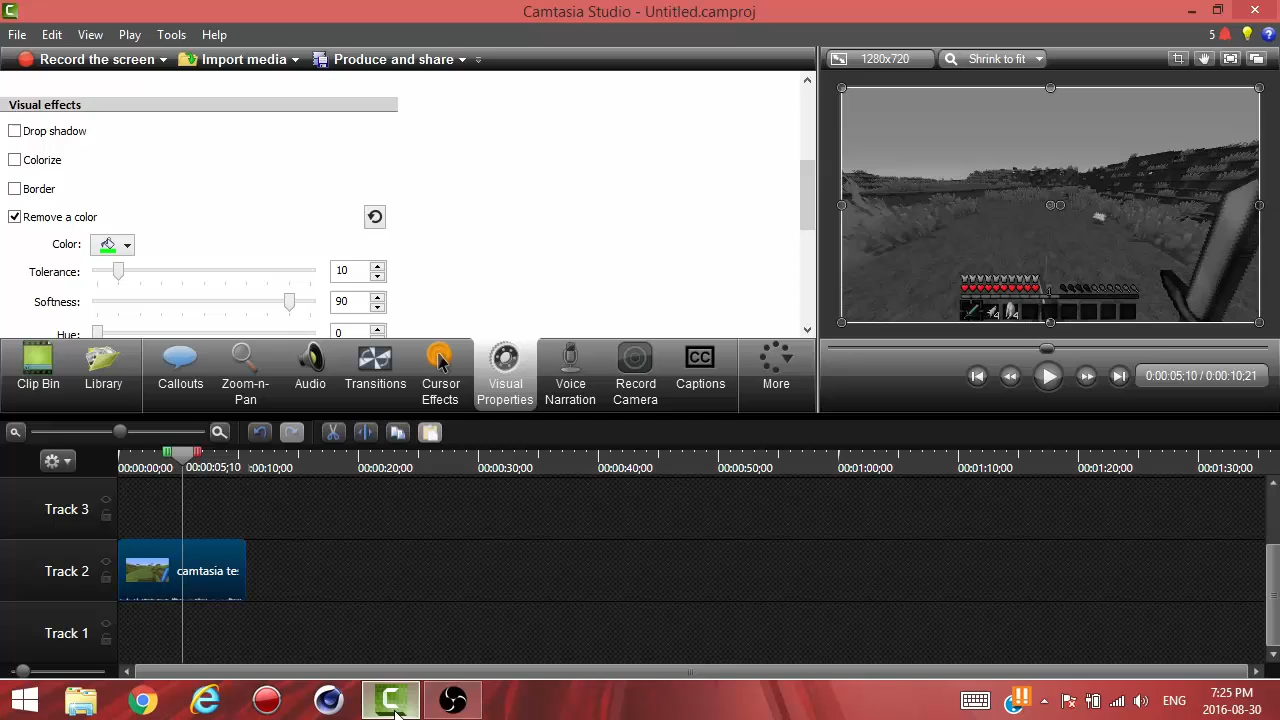 Camtasia Studio - Untitled.camproj
File Edit View Play Tools Help
5
Record the screen Import media Produce and share
1280x720 Shrink to fit
Visual effects
Drop shadow
Colorize
Border
Remove a color
Color:
Tolerance: 10
Softness: 90
Hue: 0
4 4
Clip Bin Library Callouts Zoom-n-Pan Audio Transitions Cursor Effects Visual Properties Voice Narration Record Camera CC Captions More
0:00:05;10 / 0:00:10;21
00:00:00;00 00:00:05;10 00:00:10;00 00:00:20;00 00:00:30;00 00:00:40;00 00:00:50;00 00:01:00;00 00:01:10;00 00:01:20;00 00:01:30;00
Track 3
Track 2 camtasia te
Track 1
ENG
7:25 PM
2016-08-30